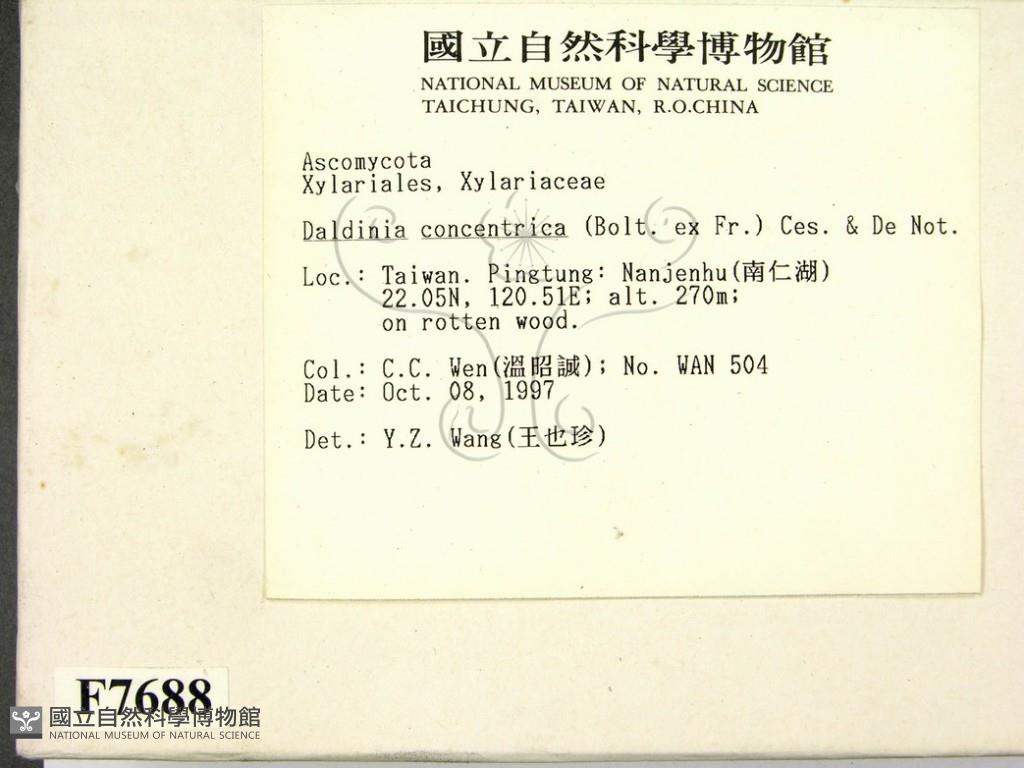 國立自然科學博物館
NATIONAL MUSEUM OF NATURAL SCIENCE
TAICHUNG, TAIWAN, R.O.CHINA
Ascomycota
Xylariales, Xylariaceae
Daldinia concentrica (Bolt. ex Fr.) Ces. & De Not.
Loc.: Taiwan. Pingtung: Nanjenhu(南仁湖)
22.05N, 120.51E; alt. 270m;
on rotten wood.
Col.: C.C. Wen(溫昭誠); No. WAN 504
Date: Oct. 08, 1997
Det.: Y.Z. Wang(王也珍)
F7688
國立自然科學博物館
NATIONAL MUSEUM OF NATURAL SCIENCE